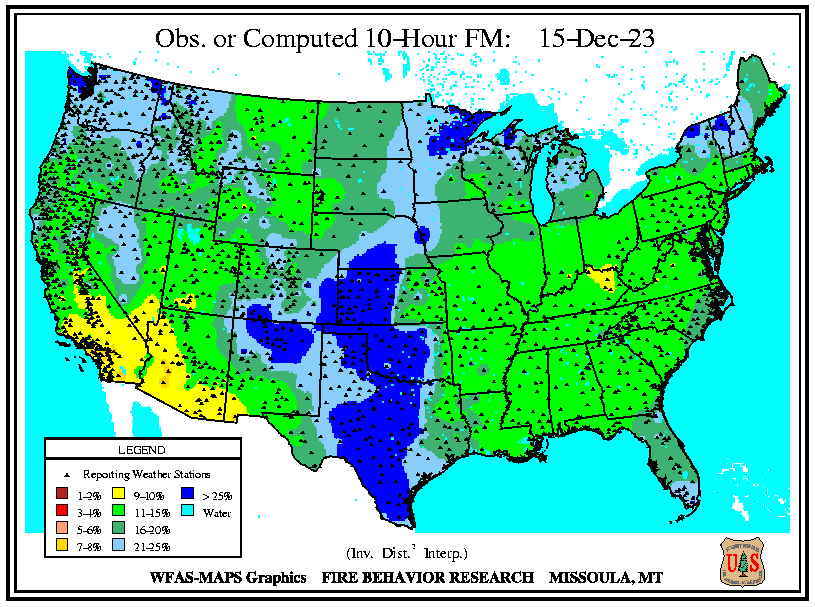 Obs. or Computed 10-Hour FM: 15-Dec-23
LEGEND
Reporting Weather Stations
1-2% 9-10% > 25%
3-4% 11-15% Water
5-6% 16-20%
7-8% 21-25%
(Inv. Dist.² Interp.)
WFAS-MAPS Graphics FIRE BEHAVIOR RESEARCH MISSOULA, MT
U S